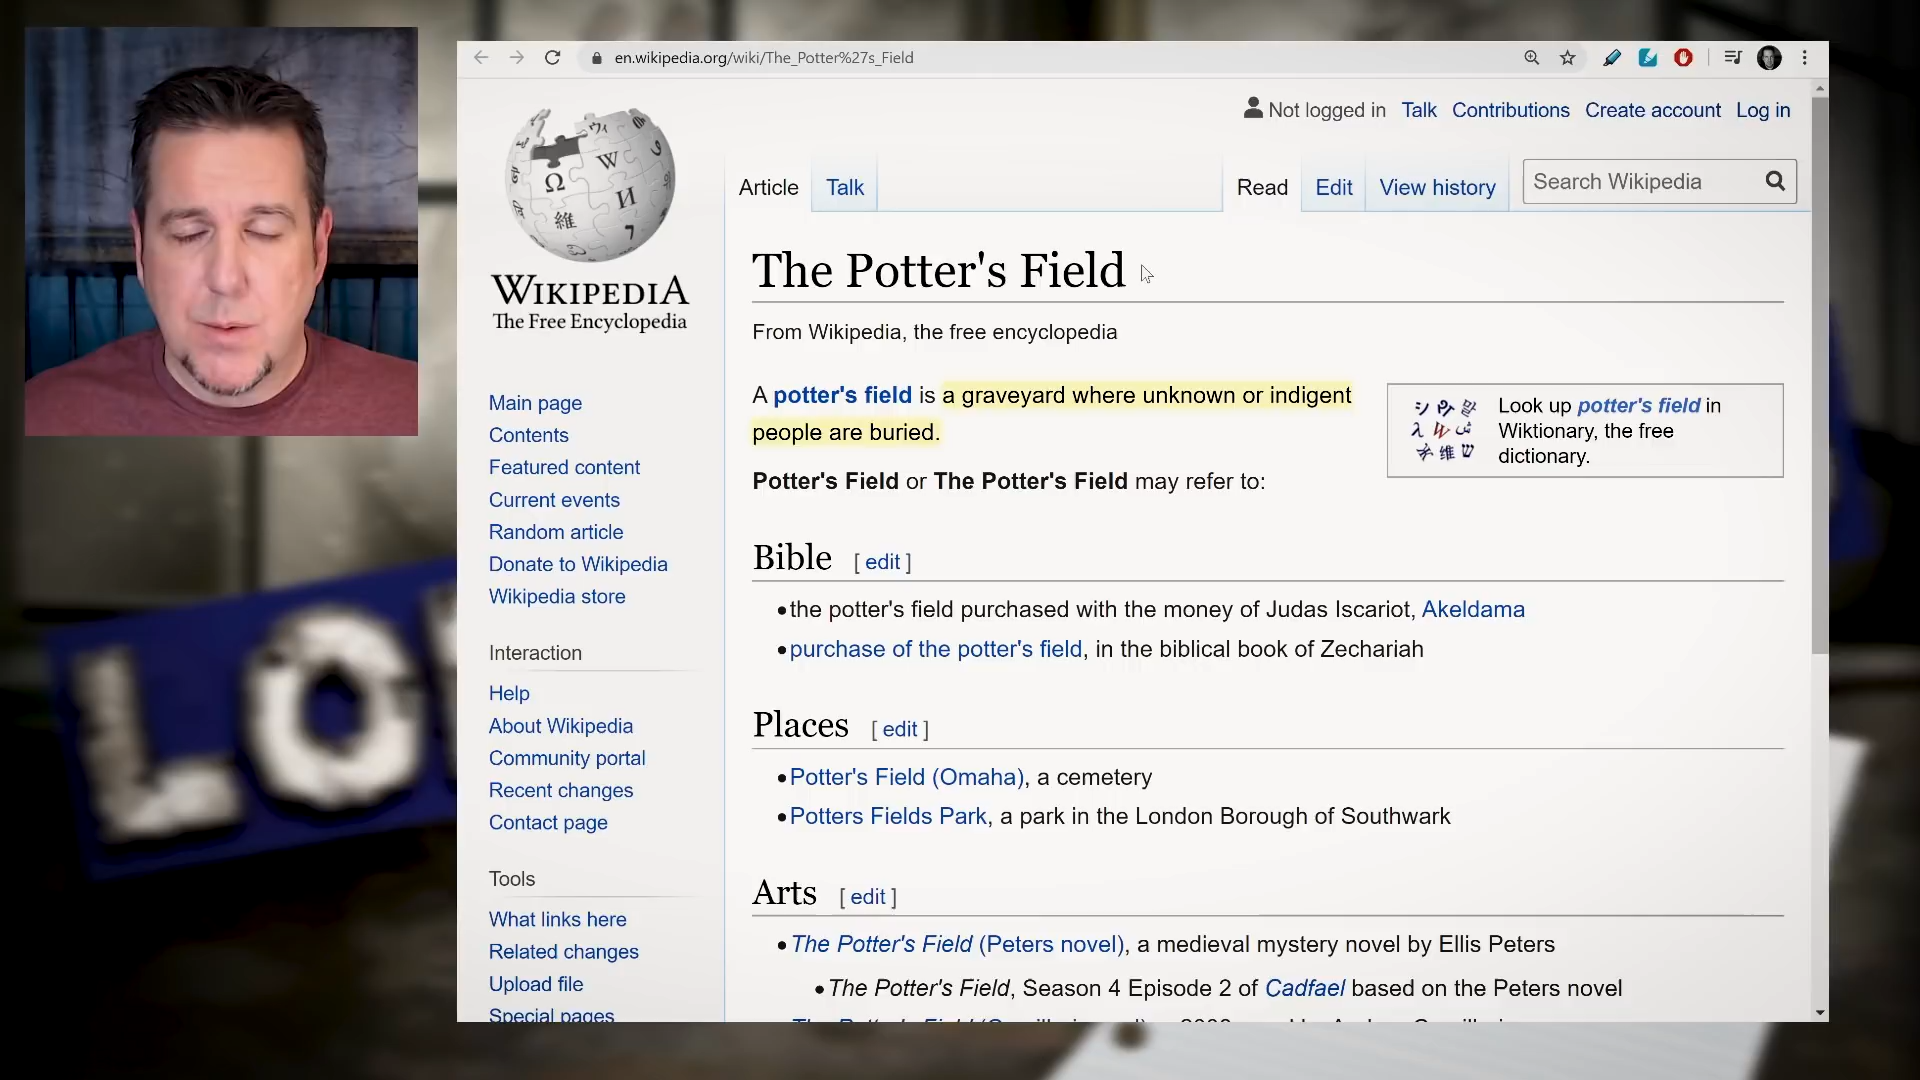 en.wikipedia.org/wiki/The_Potter%27s_Field
Not logged in Talk Contributions Create account Log in
Article Talk Read Edit View history Search Wikipedia
WIKIPEDIA
The Free Encyclopedia
The Potter's Field
From Wikipedia, the free encyclopedia
A potter's field is a graveyard where unknown or indigent
people are buried.
Look up potter's field in
Wiktionary, the free
dictionary.
Potter's Field or The Potter's Field may refer to:
Bible [ edit ]
•the potter's field purchased with the money of Judas Iscariot, Akeldama
•purchase of the potter's field, in the biblical book of Zechariah
Places [ edit ]
•Potter's Field (Omaha), a cemetery
•Potters Fields Park, a park in the London Borough of Southwark
Arts [ edit ]
•The Potter's Field (Peters novel), a medieval mystery novel by Ellis Peters
•The Potter's Field, Season 4 Episode 2 of Cadfael based on the Peters novel
Main page
Contents
Featured content
Current events
Random article
Donate to Wikipedia
Wikipedia store
Interaction
Help
About Wikipedia
Community portal
Recent changes
Contact page
Tools
What links here
Related changes
Upload file
Special pages
LO